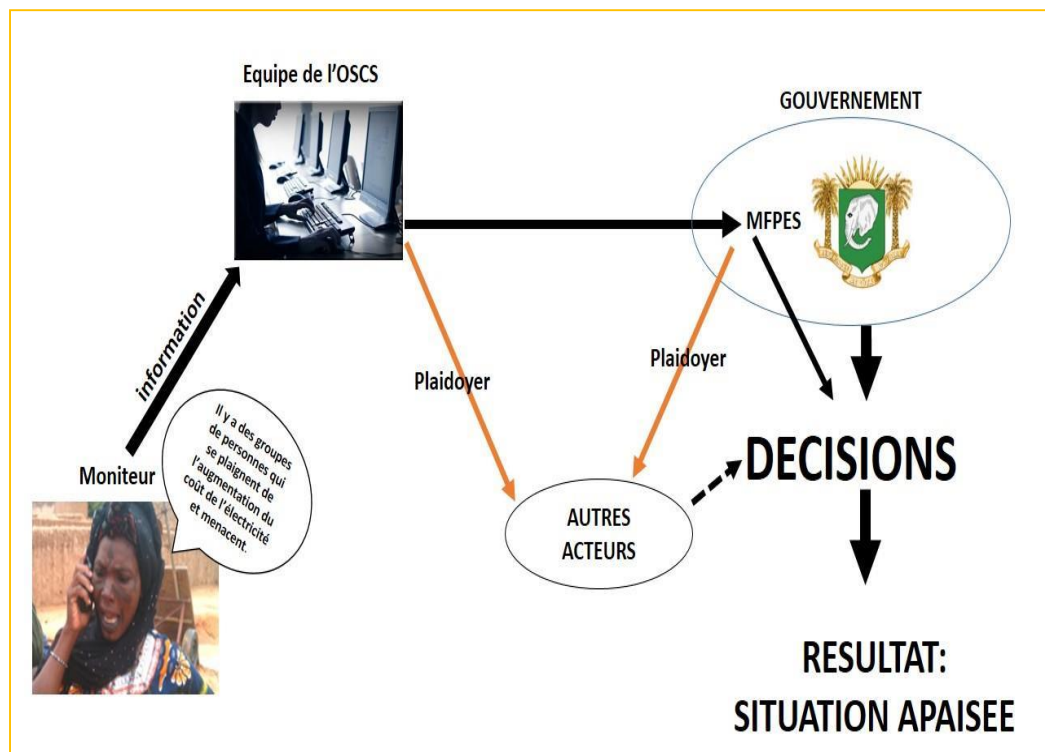 Equipe de l'OSCS
GOUVERNEMENT
MFPES
information
Plaidoyer
Plaidoyer
Moniteur
Il y a des groupes
de personnes qui
se plaignent de
l'augmentation du
coût de l'électricité
et menacent.
DECISIONS
AUTRES
ACTEURS
RESULTAT:
SITUATION APAISEE